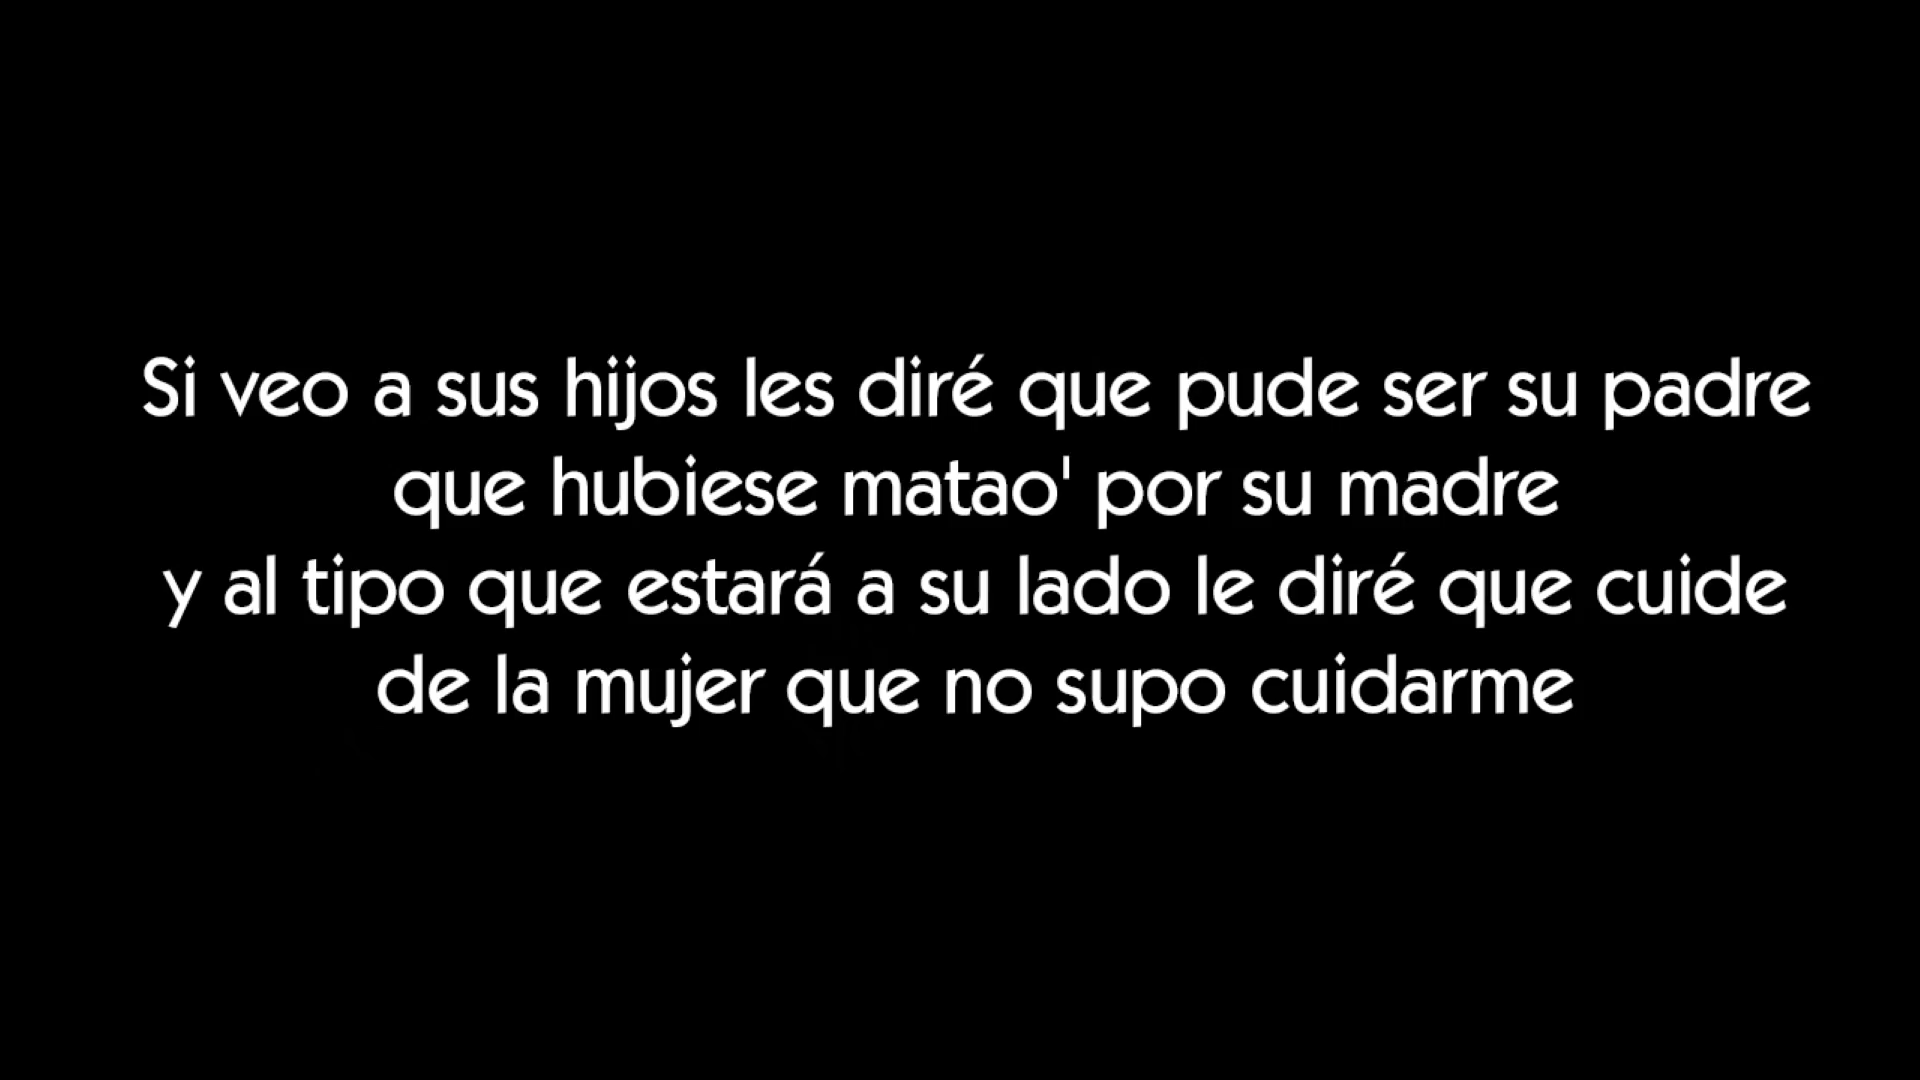 Si veo a sus hijos les diré que pude ser su padre
que hubiese matao' por su madre
y al tipo que estará a su lado le diré que cuide
de la mujer que no supo cuidarme